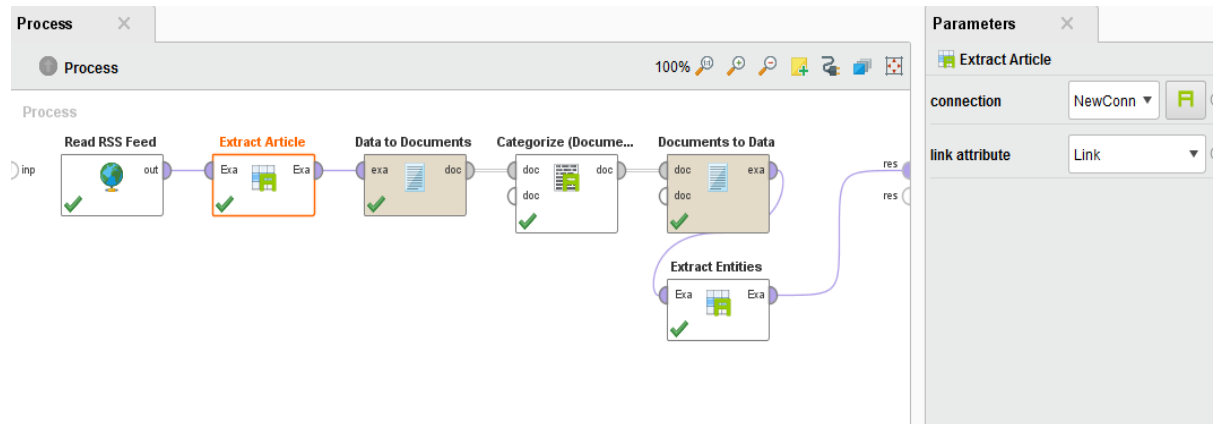 Process
Parameters
Process
100%
Extract Article
Process
connection
NewConn
Read RSS Feed
Extract Article
Data to Documents
Categorize (Docume...
Documents to Data
link attribute
Link
inp
out
Exa
Exa
exa
doc
doc
doc
doc
exa
res
doc
doc
res
Extract Entities
Exa
Exa